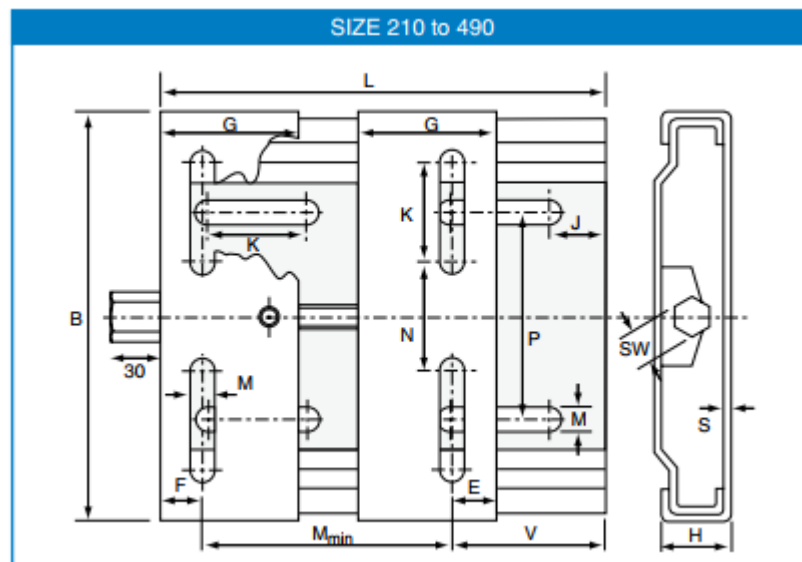 SIZE 210 to 490
L
G G
K K J
B N P SW
30 M M S
F E
Mmin V H